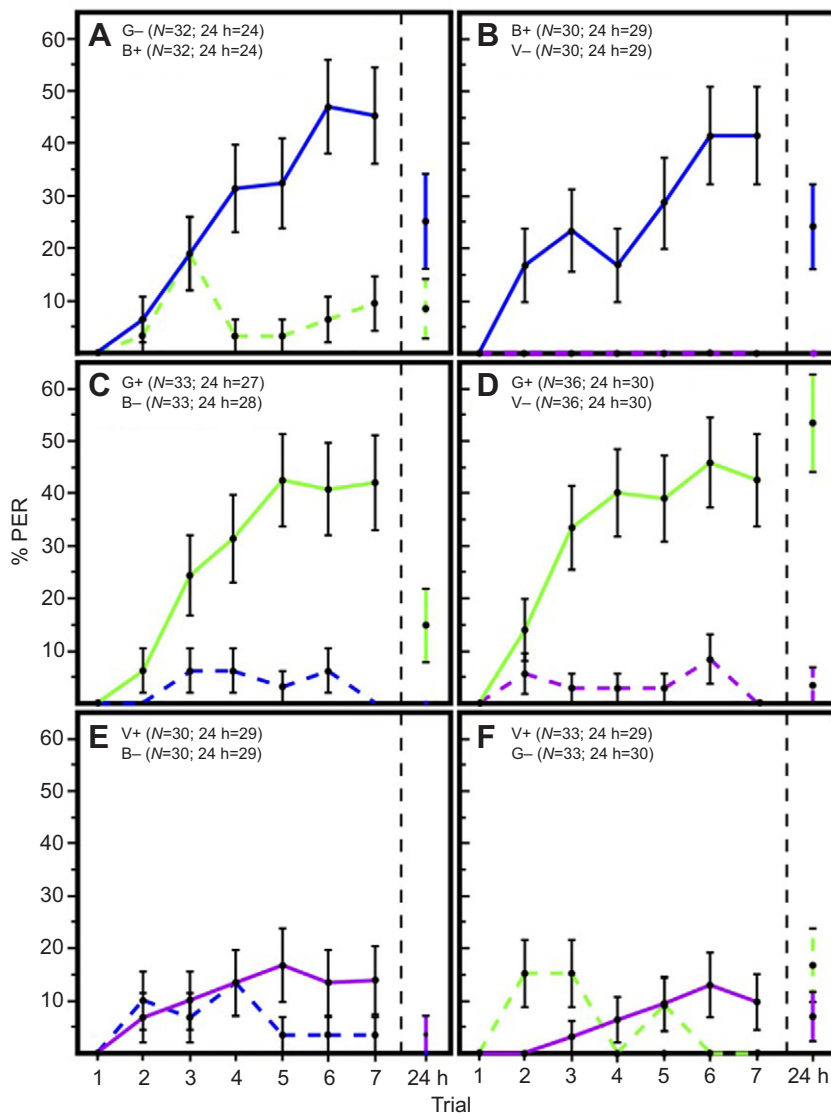 A
G– (N=32; 24 h=24)
B+ (N=32; 24 h=24)
60
50
40
30
20
10
B
B+ (N=30; 24 h=29)
V– (N=30; 24 h=29)
C
G+ (N=33; 24 h=27)
B– (N=33; 24 h=28)
60
50
40
30
20
10
D
G+ (N=36; 24 h=30)
V– (N=36; 24 h=30)
% PER
E
V+ (N=30; 24 h=29)
B– (N=30; 24 h=29)
60
50
40
30
20
10
F
V+ (N=33; 24 h=29)
G– (N=33; 24 h=30)
1 2 3 4 5 6 7 24 h
1 2 3 4 5 6 7 24 h
Trial